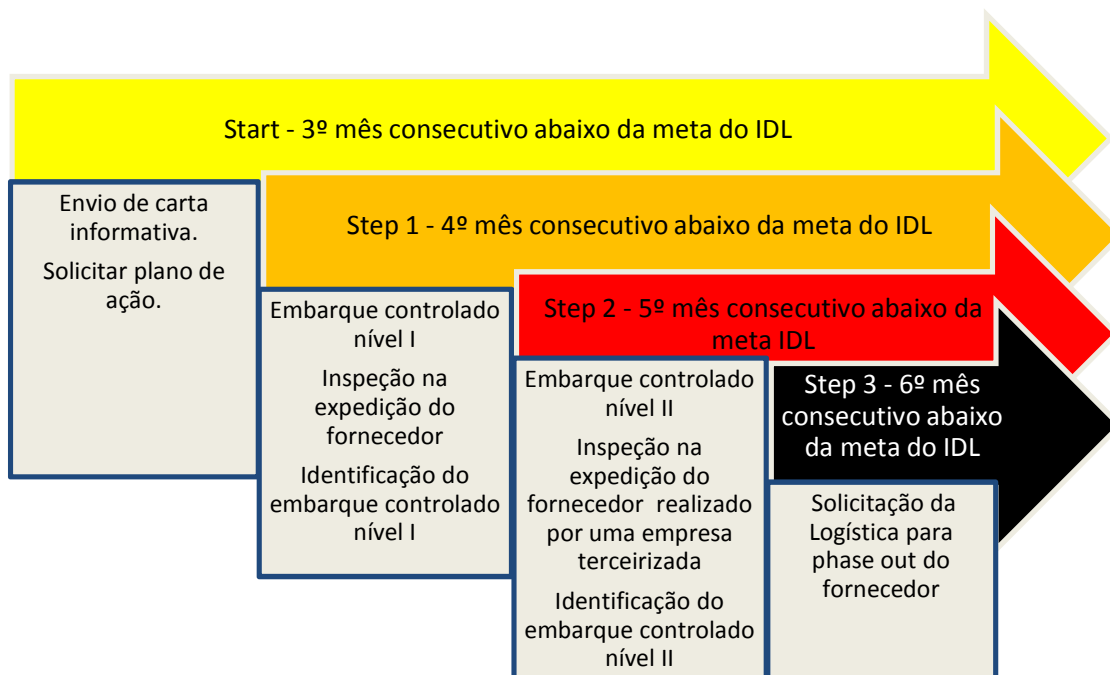 Start - 3º mês consecutivo abaixo da meta do IDL
Envio de carta
informativa.
Solicitar plano de
ação.
Step 1 - 4º mês consecutivo abaixo da meta do IDL
Embarque controlado
nível I
Inspeção na
expedição do
fornecedor
Identificação do
embarque controlado
nível I
Step 2 - 5º mês consecutivo abaixo da
meta IDL
Embarque controlado
nível II
Inspeção na
expedição do
fornecedor realizado
por uma empresa
terceirizada
Identificação do
embarque controlado
nível II
Step 3 - 6º mês
consecutivo abaixo
da meta do IDL
Solicitação da
Logística para
phase out do
fornecedor